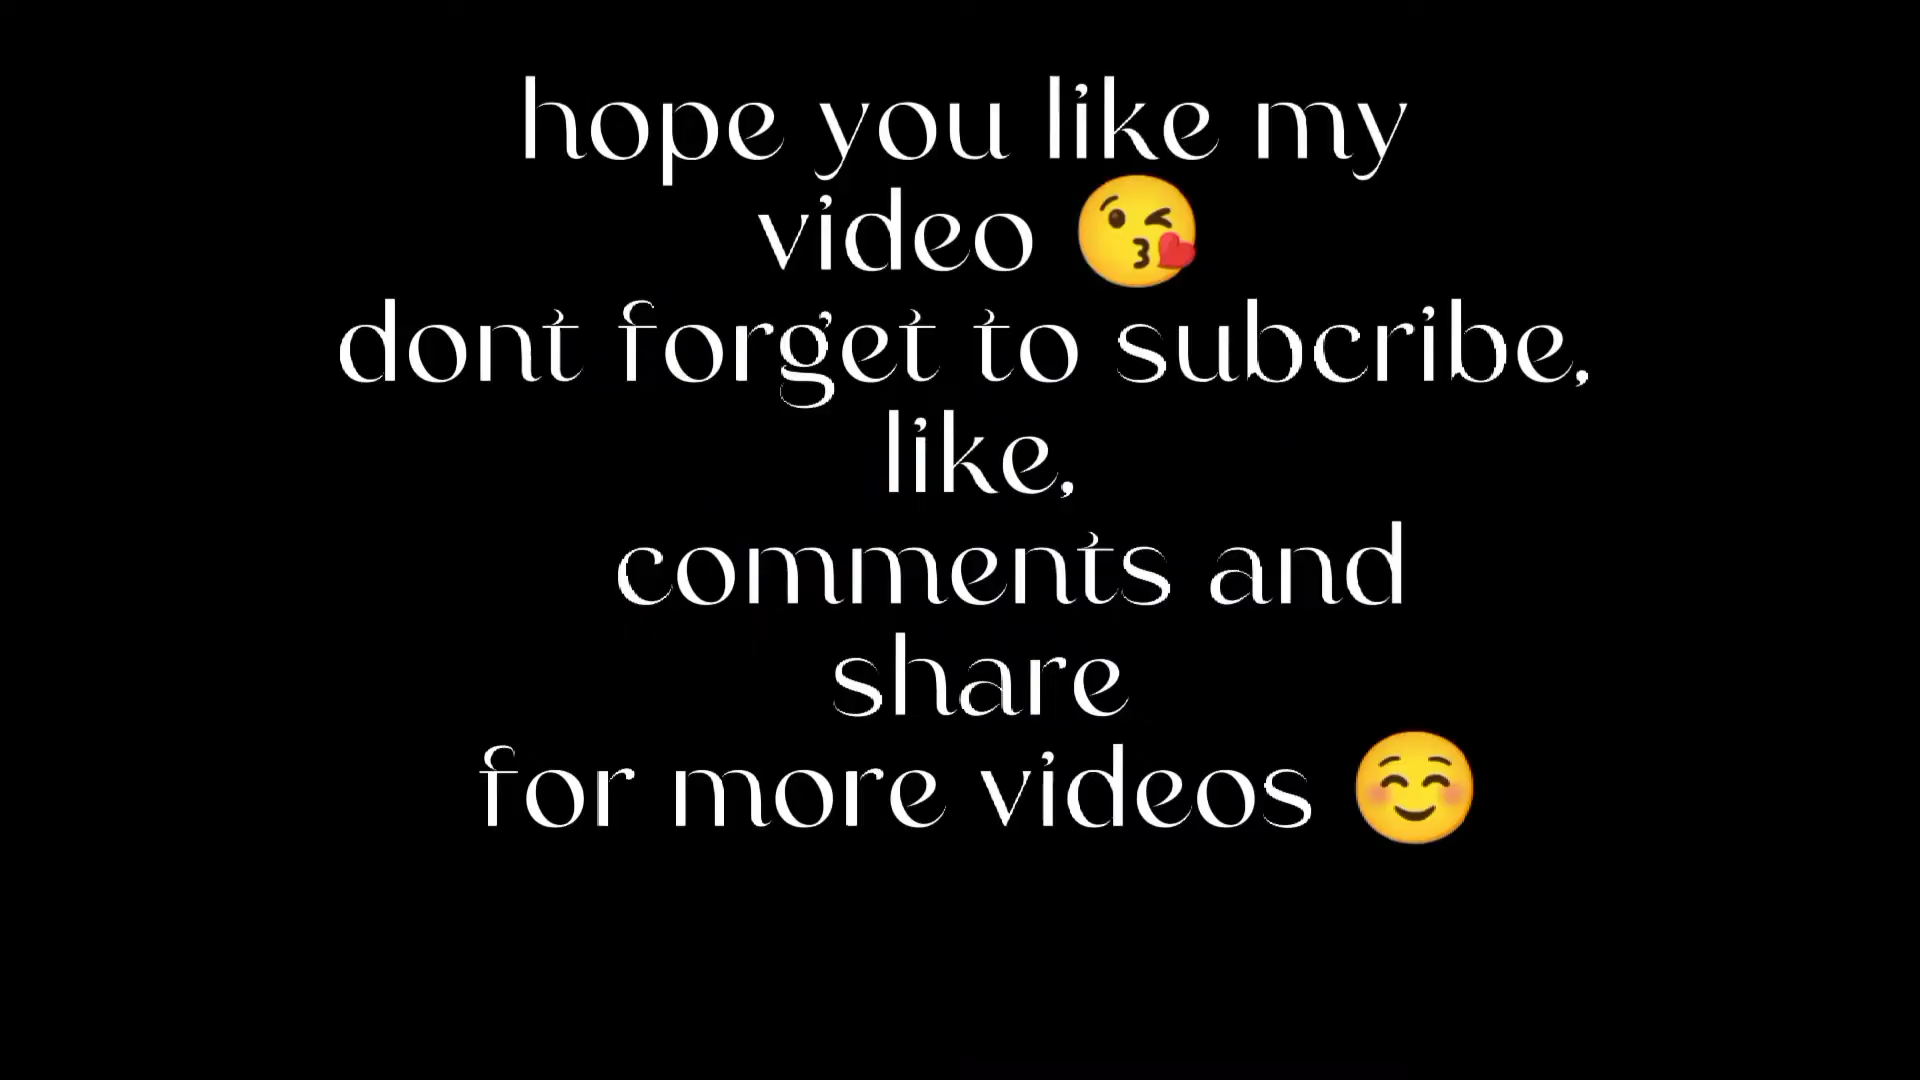 hope you like my
video 😘
dont forget to subcribe,
like,
comments and
share
for more videos ☺️